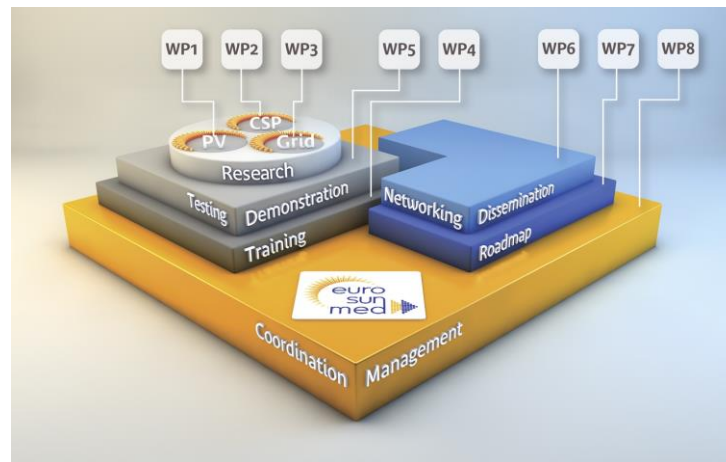 WP1
WP2
WP3
WP5
WP4
WP6
WP7
WP8
CSP
PV
Grid
Research
Testing
Demonstration
Training
Networking
Dissemination
Roadmap
euro
sun
med
Coordination
Management